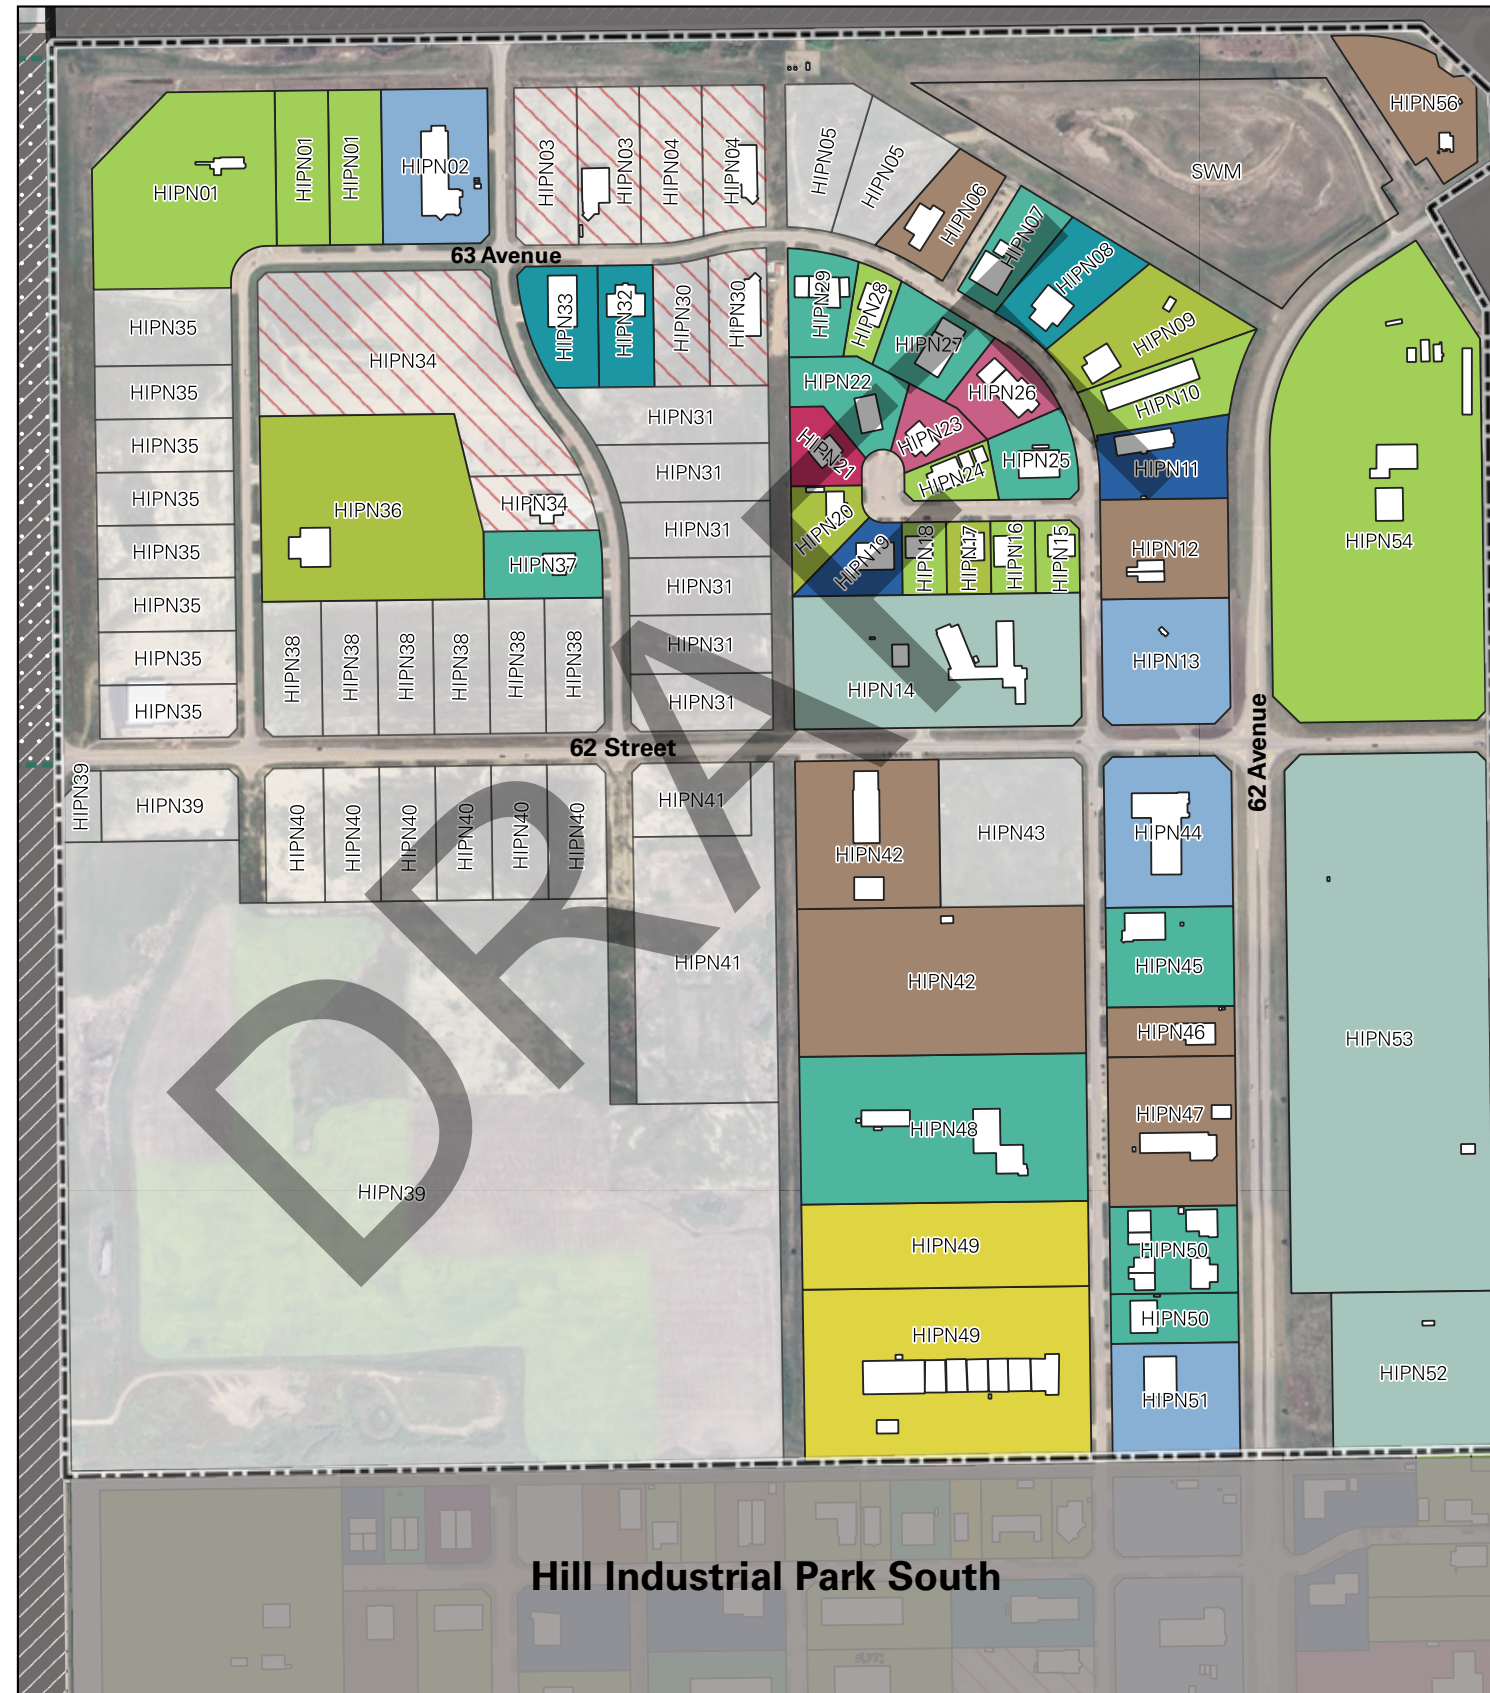 HIPN56
SWM
HIPN01
HIPN01
HIPN01
HIPN02
HIPN03
HIPN03
HIPN04
HIPN04
HIPN05
HIPN05
HIPN06
HIPN07
HIPN08
HIPN09
HIPN10
HIPN11
63 Avenue
HIPN35
HIPN35
HIPN35
HIPN35
HIPN35
HIPN35
HIPN35
HIPN35
HIPN34
HIPN34
HIPN33
HIPN32
HIPN30
HIPN30
HIPN29
HIPN28
HIPN27
HIPN26
HIPN22
HIPN23
HIPN21
HIPN24
HIPN25
HIPN20
HIPN19
HIPN18
HIPN17
HIPN16
HIPN15
HIPN36
HIPN37
HIPN31
HIPN31
HIPN31
HIPN31
HIPN31
HIPN31
HIPN38
HIPN38
HIPN38
HIPN38
HIPN38
HIPN38
HIPN14
HIPN12
HIPN13
HIPN54
62 Street
62 Avenue
HIPN39
HIPN39
HIPN40
HIPN40
HIPN40
HIPN40
HIPN40
HIPN40
HIPN41
HIPN41
HIPN42
HIPN43
HIPN42
HIPN44
HIPN45
HIPN46
HIPN47
HIPN48
HIPN53
HIPN39
HIPN49
HIPN49
HIPN50
HIPN50
HIPN51
HIPN52
DRAFT
Hill Industrial Park South